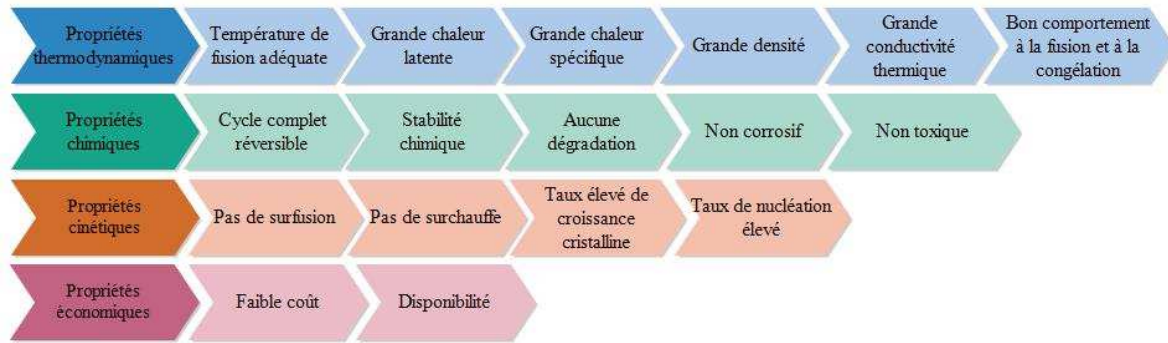 Propriétés
thermodynamiques
Température de
fusion adéquate
Grande chaleur
latente
Grande chaleur
spécifique
Grande densité
Grande
conductivité
thermique
Bon comportement
à la fusion et à la
congélation
Propriétés
chimiques
Cycle complet
réversible
Stabilité
chimique
Aucune
dégradation
Non corrosif
Non toxique
Propriétés
cinétiques
Pas de surfusion
Pas de surchauffe
Taux élevé de
croissance
cristalline
Taux de nucléation
élevé
Propriétés
économiques
Faible coût
Disponibilité